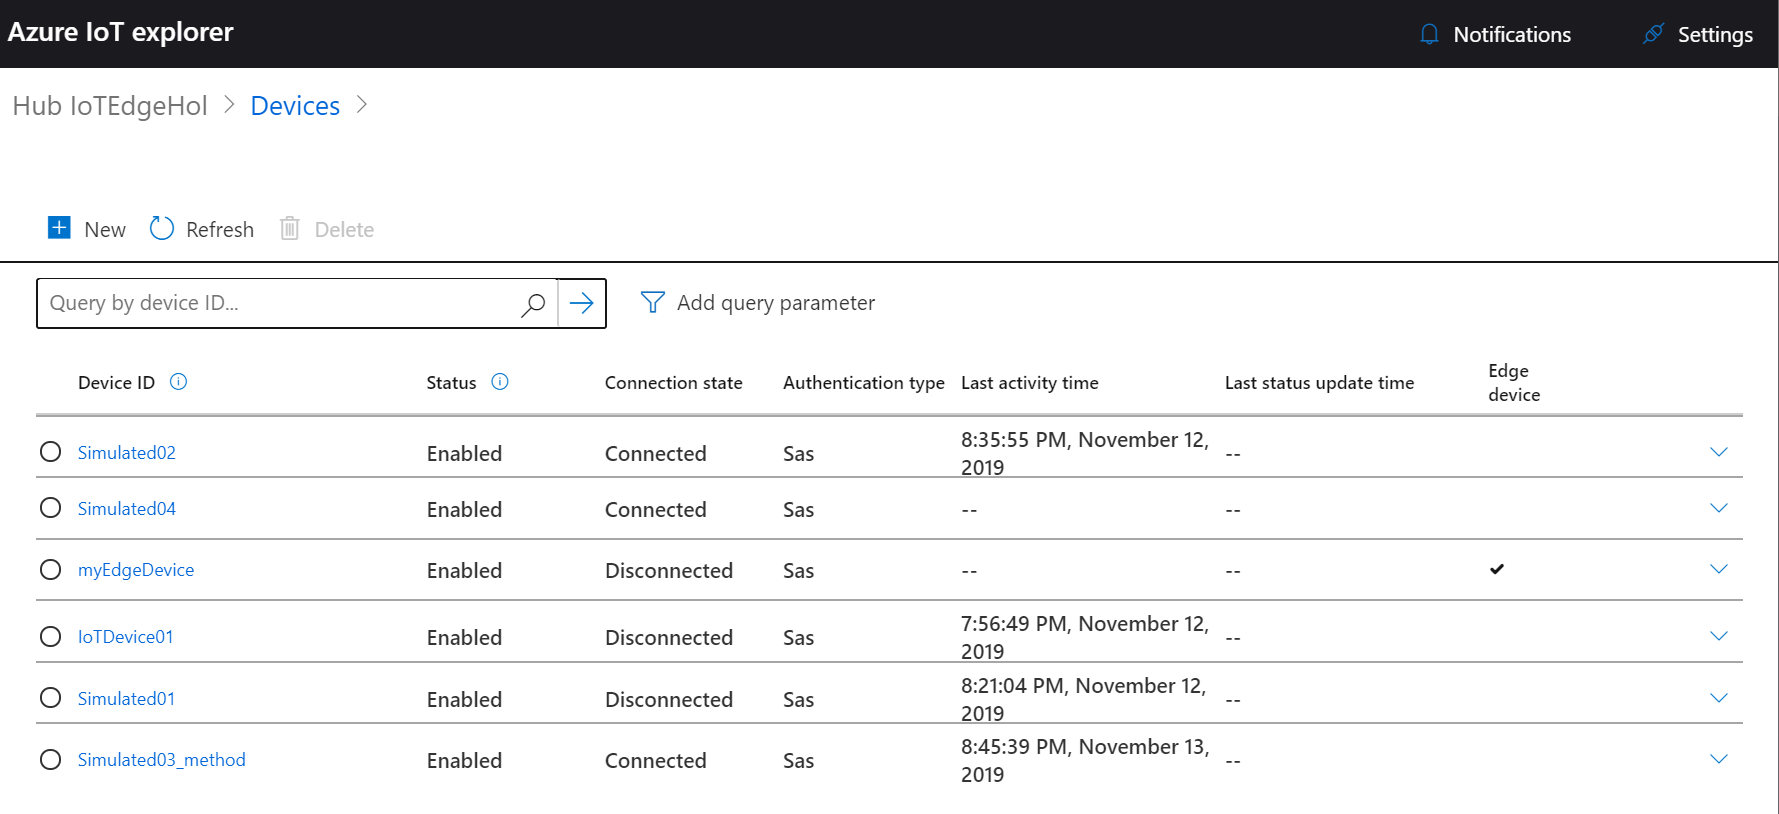 Azure IoT explorer
Notifications
Settings
Hub IoTEdgeHol > Devices >
New
Refresh
Delete
Query by device ID...
Add query parameter
Device ID
Status
Connection state
Authentication type
Last activity time
Last status update time
Edge
device
Simulated02
Enabled
Connected
Sas
8:35:55 PM, November 12,
2019
--
Simulated04
Enabled
Connected
Sas
--
--
myEdgeDevice
Enabled
Disconnected
Sas
--
--
IoTDevice01
Enabled
Disconnected
Sas
7:56:49 PM, November 12,
2019
--
Simulated01
Enabled
Disconnected
Sas
8:21:04 PM, November 12,
2019
--
Simulated03_method
Enabled
Connected
Sas
8:45:39 PM, November 13,
2019
--